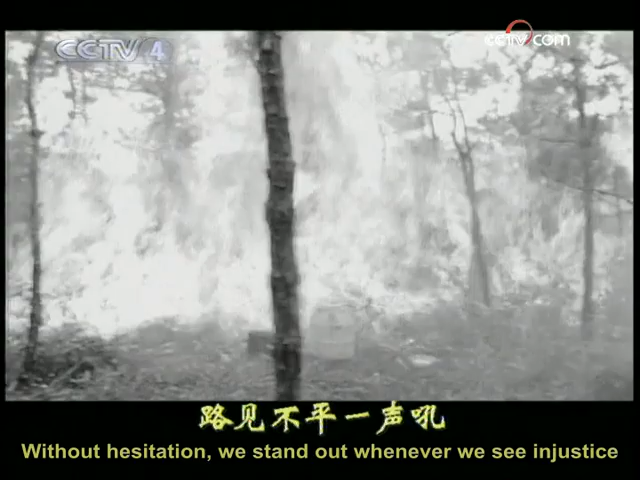 CCTV 4
cctv.com
路见不平一声吼
Without hesitation, we stand out whenever we see injustice